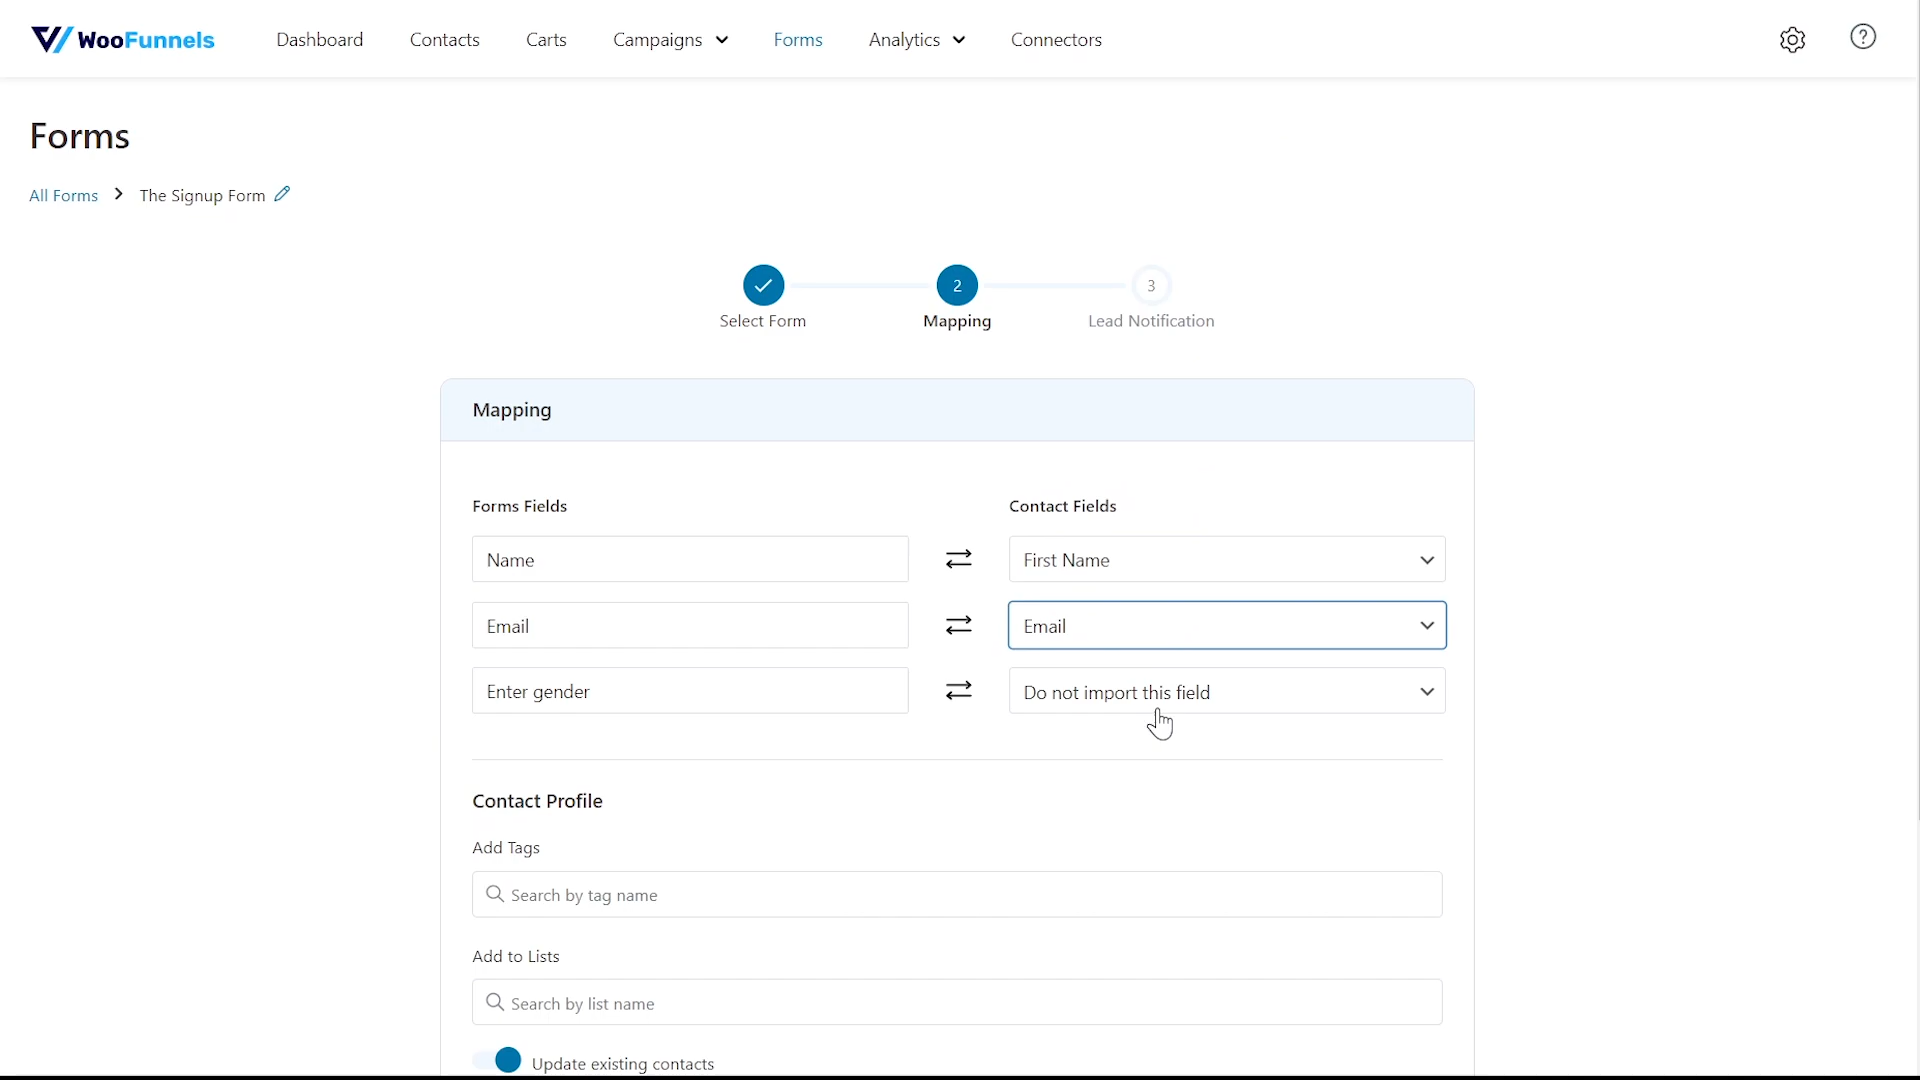 WooFunnels Dashboard Contacts Carts Campaigns Forms Analytics Connectors ?
Forms
All Forms > The Signup Form
2 3
Select Form Mapping Lead Notification
Mapping
Forms Fields Contact Fields
Name First Name
Email Email
Enter gender Do not import this field
Contact Profile
Add Tags
Search by tag name
Add to Lists
Search by list name
Update existing contacts